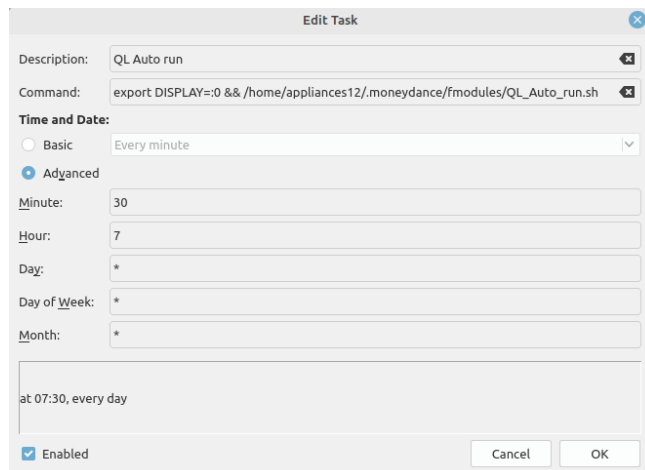 Edit Task
Description: QL Auto run
Command: export DISPLAY=:0 && /home/appliances12/.moneydance/fmodules/QL_Auto_run.sh
Time and Date:
Basic Every minute
Advanced
Minute: 30
Hour: 7
Day: *
Day of Week: *
Month: *
at 07:30, every day
Enabled Cancel OK